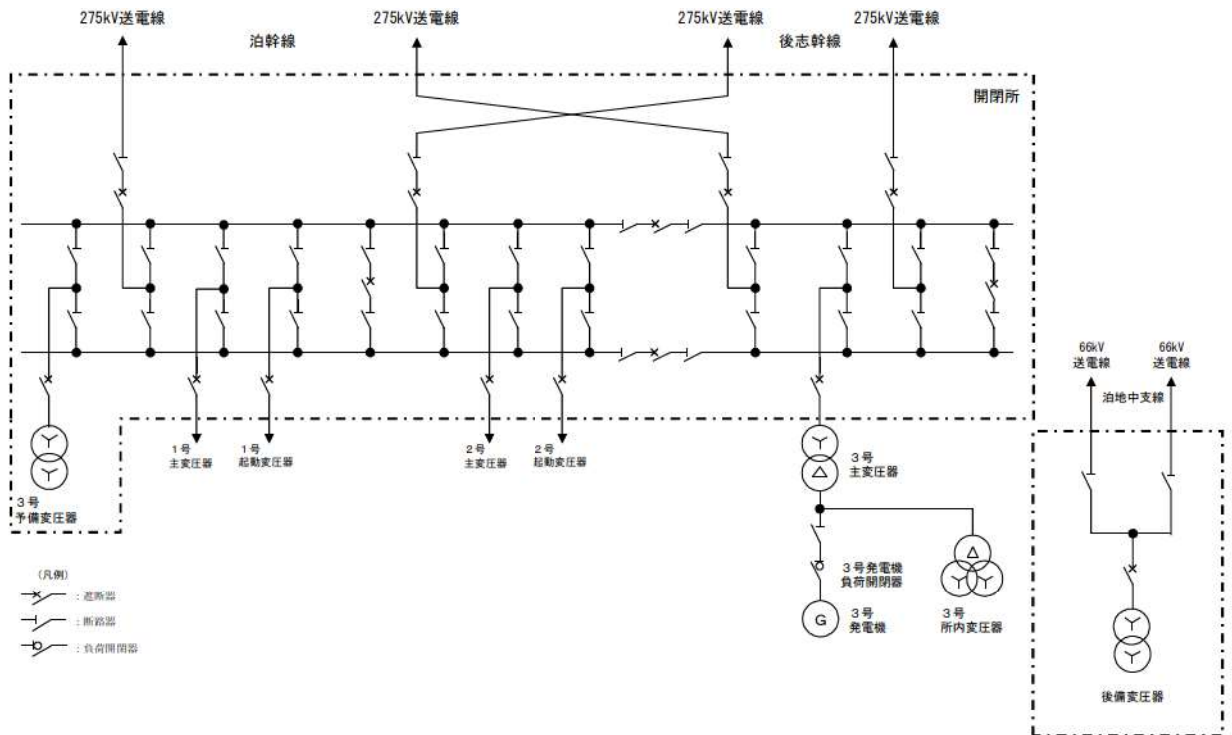 275kV送電線
275kV送電線
275kV送電線
275kV送電線
泊幹線
後志幹線
開閉所
66kV
送電線
66kV
送電線
泊地中支線
1号
主変圧器
1号
起動変圧器
2号
主変圧器
2号
起動変圧器
3号
主変圧器
3号
予備変圧器
3号発電機
負荷開閉器
G
3号
発電機
3号
所内変圧器
後備変圧器
(凡例)
:遮断器
:断路器
:負荷開閉器